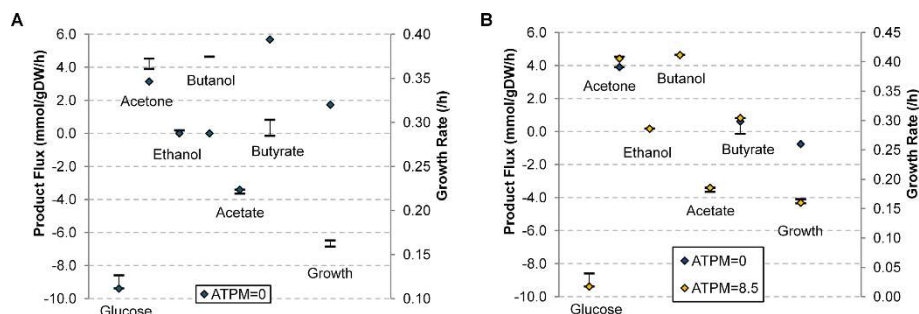 A
Product Flux (mmol/gDW/h)
6.0
4.0
2.0
0.0
-2.0
-4.0
-6.0
-8.0
-10.0
Acetone
Butanol
Ethanol
Butyrate
Acetate
Growth
Glucose
ATPM=0
0.40
0.35
0.30
0.25
0.20
0.15
0.10
Growth Rate (/h)
B
Product Flux (mmol/gDW/h)
6.0
4.0
2.0
0.0
-2.0
-4.0
-6.0
-8.0
-10.0
Acetone
Butanol
Ethanol
Butyrate
Acetate
Growth
Glucose
ATPM=0
ATPM=8.5
0.45
0.40
0.35
0.30
0.25
0.20
0.15
0.10
0.05
0.00
Growth Rate (/h)